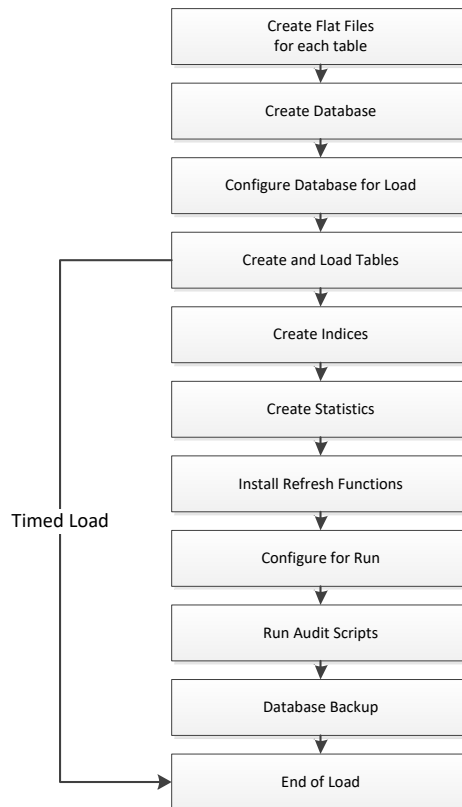 Create Flat Files
for each table
Create Database
Configure Database for Load
Create and Load Tables
Create Indices
Create Statistics
Install Refresh Functions
Timed Load
Configure for Run
Run Audit Scripts
Database Backup
End of Load